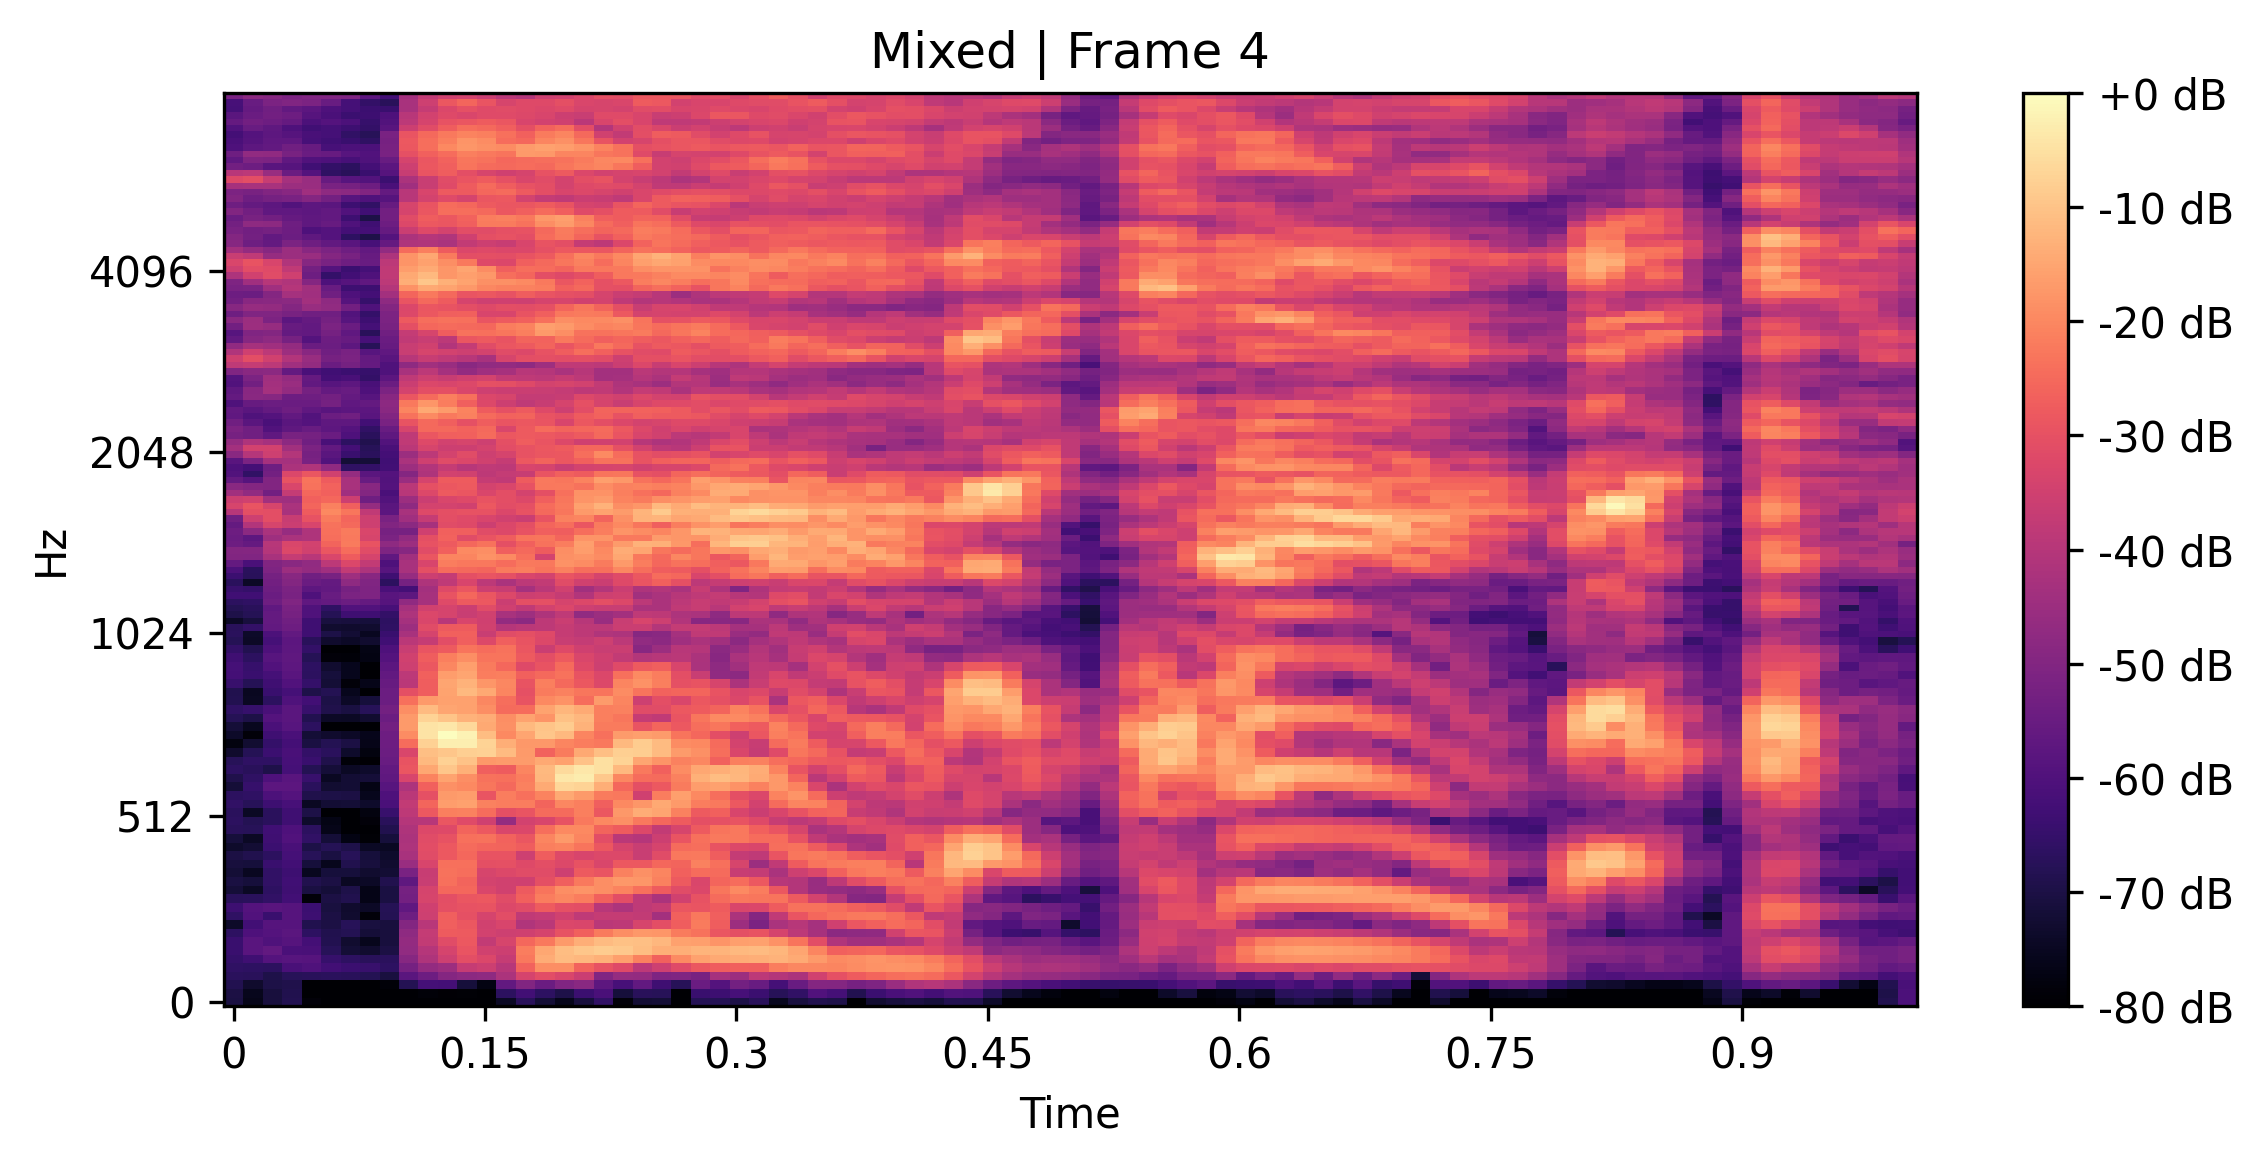 Mixed | Frame 4
Hz
4096
2048
1024
512
0
0 0.15 0.3 0.45 0.6 0.75 0.9
Time
+0 dB
-10 dB
-20 dB
-30 dB
-40 dB
-50 dB
-60 dB
-70 dB
-80 dB